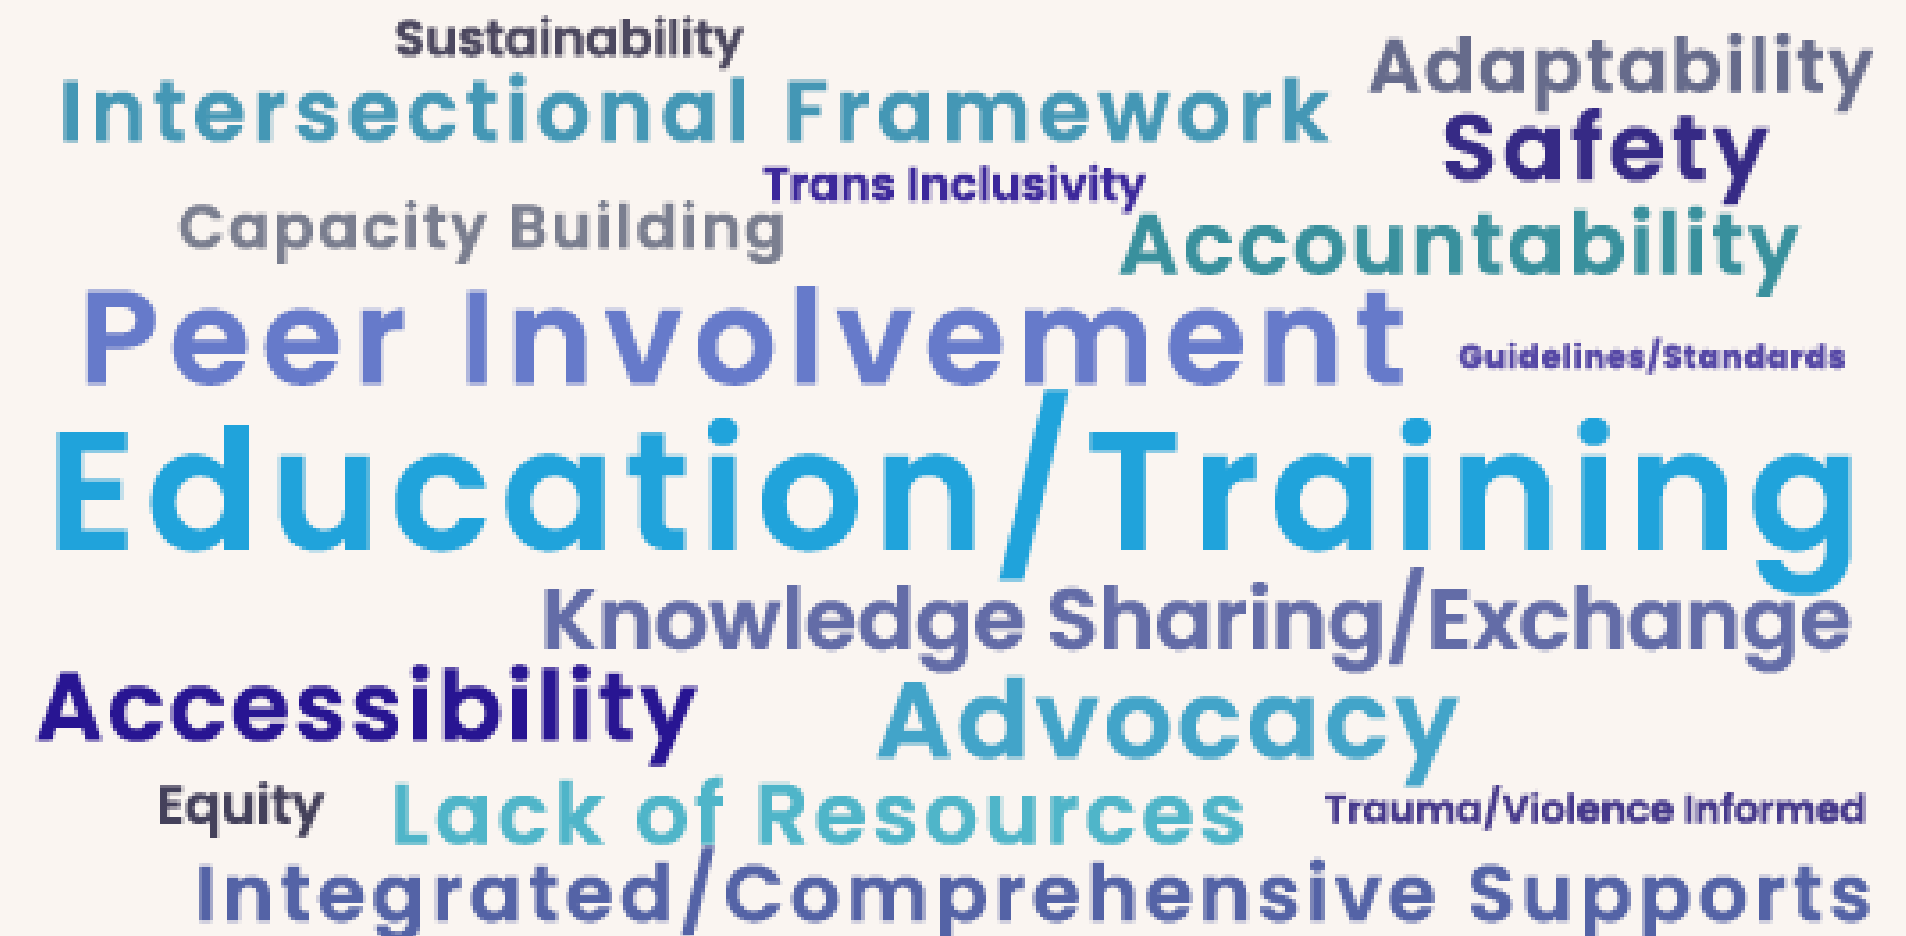 Sustainability
Adaptability
Intersectional Framework
Safety
Trans Inclusivity
Capacity Building
Accountability
Peer Involvement
Guidelines/Standards
Education/Training
Knowledge Sharing/Exchange
Accessibility
Advocacy
Equity
Lack of Resources
Trauma/Violence Informed
Integrated/Comprehensive Supports